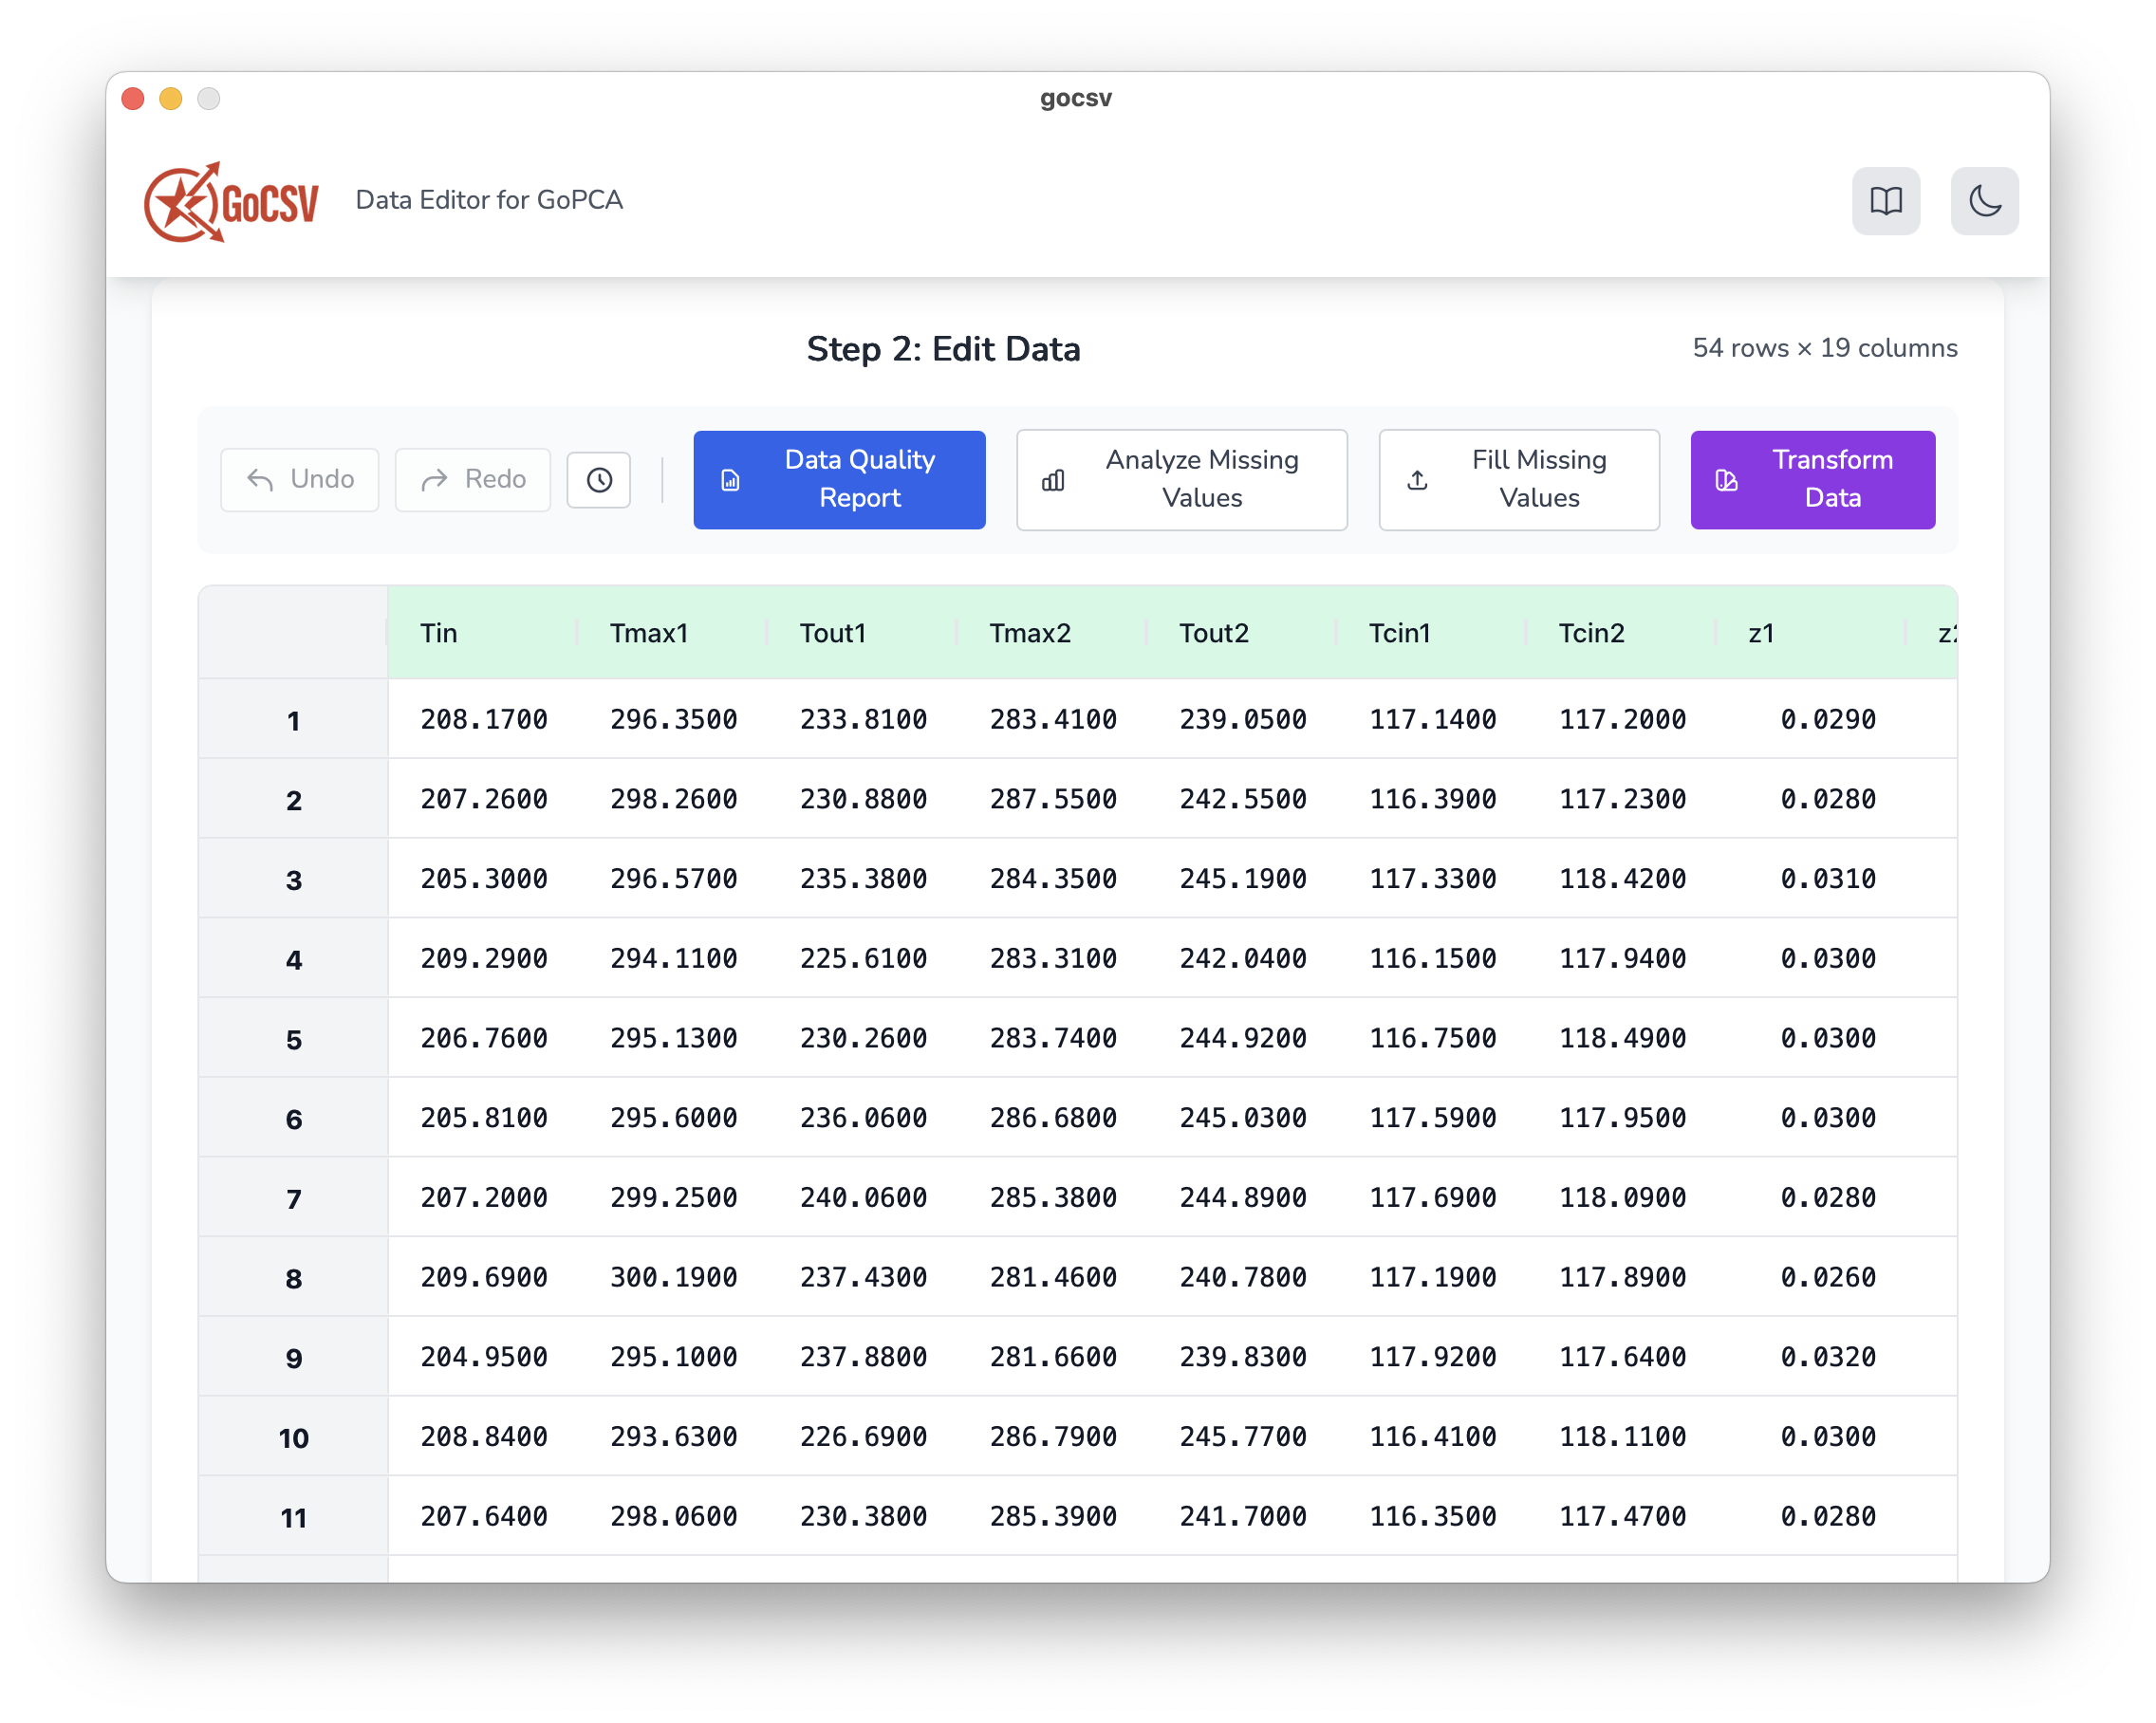 gocsv
GoCSV
Data Editor for GoPCA
Step 2: Edit Data
54 rows × 19 columns
Undo
Redo
Data Quality
Report
Analyze Missing
Values
Fill Missing
Values
Transform
Data
Tin Tmax1 Tout1 Tmax2 Tout2 Tcin1 Tcin2 z1
1 208.1700 296.3500 233.8100 283.4100 239.0500 117.1400 117.2000 0.0290
2 207.2600 298.2600 230.8800 287.5500 242.5500 116.3900 117.2300 0.0280
3 205.3000 296.5700 235.3800 284.3500 245.1900 117.3300 118.4200 0.0310
4 209.2900 294.1100 225.6100 283.3100 242.0400 116.1500 117.9400 0.0300
5 206.7600 295.1300 230.2600 283.7400 244.9200 116.7500 118.4900 0.0300
6 205.8100 295.6000 236.0600 286.6800 245.0300 117.5900 117.9500 0.0300
7 207.2000 299.2500 240.0600 285.3800 244.8900 117.6900 118.0900 0.0280
8 209.6900 300.1900 237.4300 281.4600 240.7800 117.1900 117.8900 0.0260
9 204.9500 295.1000 237.8800 281.6600 239.8300 117.9200 117.6400 0.0320
10 208.8400 293.6300 226.6900 286.7900 245.7700 116.4100 118.1100 0.0300
11 207.6400 298.0600 230.3800 285.3900 241.7000 116.3500 117.4700 0.0280